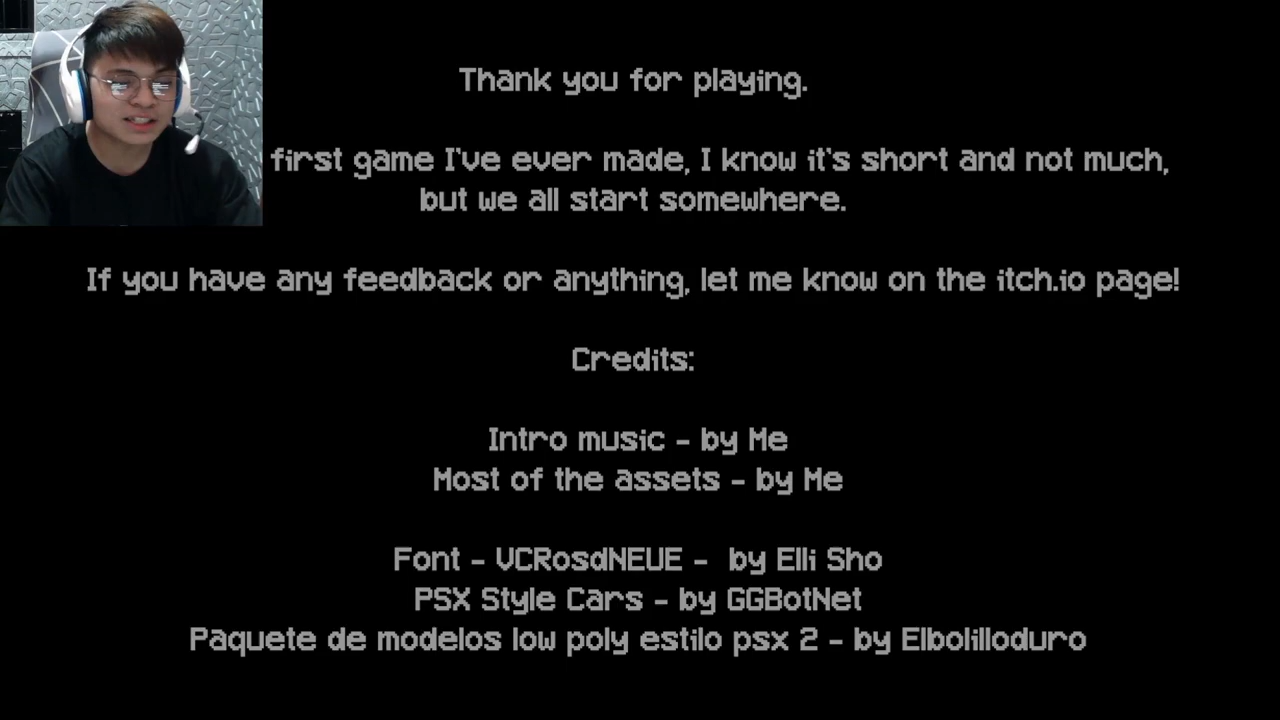 Thank you for playing.
first game I've ever made, I know it's short and not much,
but we all start somewhere.
If you have any feedback or anything, let me know on the itch.io page!
Credits:
Intro music - by Me
Most of the assets - by Me
Font - VCRosdNEUE - by Elli Sho
PSX Style Cars - by GGBotNet
Paquete de modelos low poly estilo psx 2 - by Elbolilloduro